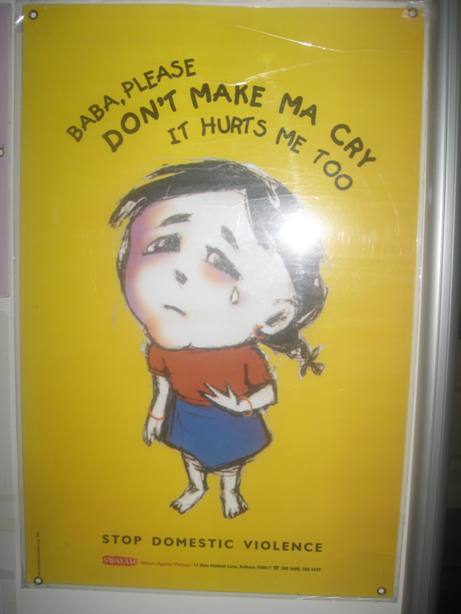 BABA, PLEASE
DON'T MAKE MA CRY
IT HURTS ME TOO
STOP DOMESTIC VIOLENCE
SWAYAM